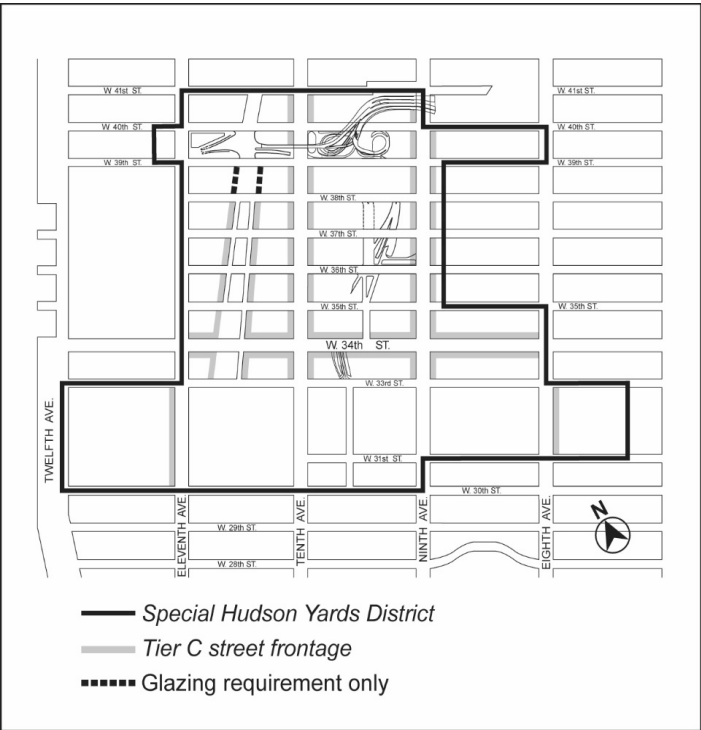 W. 41st ST. W. 41st ST.
W. 40th ST. W. 40th ST.
W. 39th ST. W. 39th ST.
W. 38th ST.
W. 37th ST.
W. 36th ST.
W. 35th ST. W. 35th ST.
W. 34th ST.
W. 33rd ST.
TWELFTH AVE.
W. 31st ST.
W. 30th ST.
ELEVENTH AVE.
TENTH AVE.
NINTH AVE.
EIGHTH AVE.
N
W. 29th ST.
W. 28th ST.
Special Hudson Yards District
Tier C street frontage
Glazing requirement only